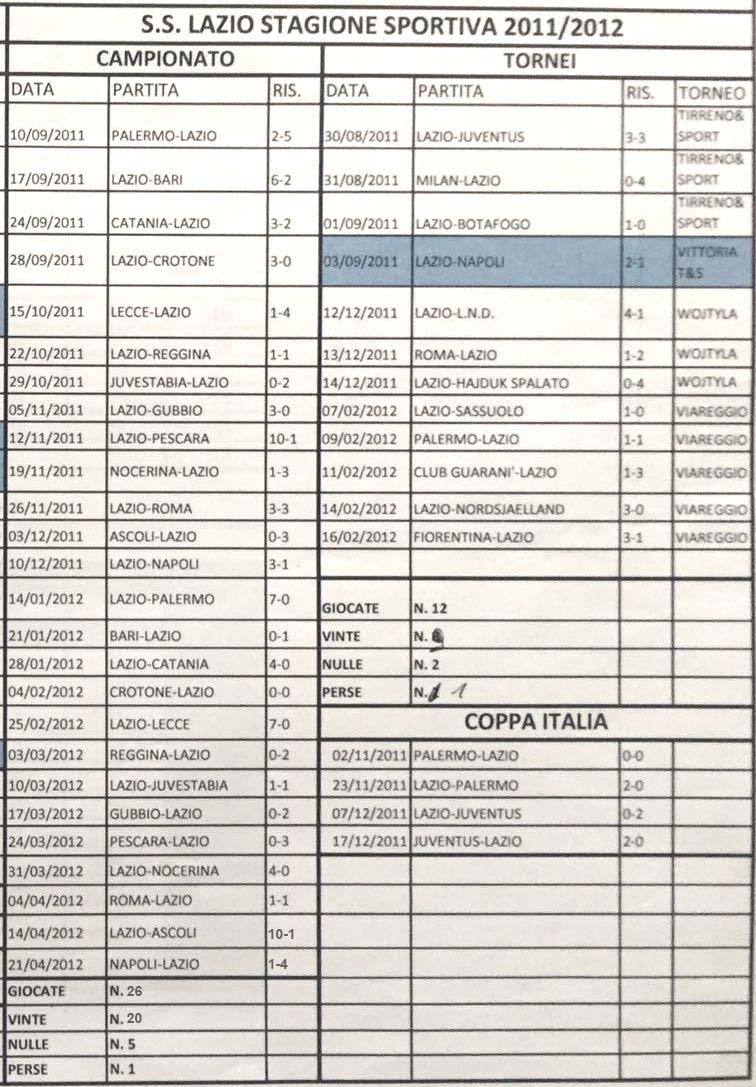 S.S. LAZIO STAGIONE SPORTIVA 2011/2012
CAMPIONATO TORNEI
DATA PARTITA RIS. DATA PARTITA RIS. TORNEO
10/09/2011 PALERMO-LAZIO 2-5 30/08/2011 LAZIO-JUVENTUS 3-3 TIRRENO& SPORT
17/09/2011 LAZIO-BARI 6-2 31/08/2011 MILAN-LAZIO 0-4 TIRRENO& SPORT
24/09/2011 CATANIA-LAZIO 3-2 01/09/2011 LAZIO-BOTAFOGO 1-0 TIRRENO& SPORT
28/09/2011 LAZIO-CROTONE 3-0 03/09/2011 LAZIO-NAPOLI 2-1 VITTORIA T&S
15/10/2011 LECCE-LAZIO 1-4 12/12/2011 LAZIO-L.N.D. 4-1 WOJTYLA
22/10/2011 LAZIO-REGGINA 1-1 13/12/2011 ROMA-LAZIO 1-2 WOJTYLA
29/10/2011 JUVESTABIA-LAZIO 0-2 14/12/2011 LAZIO-HAJDUK SPALATO 0-4 WOJTYLA
05/11/2011 LAZIO-GUBBIO 3-0 07/02/2012 LAZIO-SASSUOLO 1-0 VIAREGGIO
12/11/2011 LAZIO-PESCARA 10-1 09/02/2012 PALERMO-LAZIO 1-1 VIAREGGIO
19/11/2011 NOCERINA-LAZIO 1-3 11/02/2012 CLUB GUARANI'-LAZIO 1-3 VIAREGGIO
26/11/2011 LAZIO-ROMA 3-3 14/02/2012 LAZIO-NORDSJAELLAND 3-0 VIAREGGIO
03/12/2011 ASCOLI-LAZIO 0-3 16/02/2012 FIORENTINA-LAZIO 3-1 VIAREGGIO
10/12/2011 LAZIO-NAPOLI 3-1
14/01/2012 LAZIO-PALERMO 7-0 GIOCATE N. 12
21/01/2012 BARI-LAZIO 0-1 VINTE N.
28/01/2012 LAZIO-CATANIA 4-0 NULLE N. 2
04/02/2012 CROTONE-LAZIO 0-0 PERSE N. 1
25/02/2012 LAZIO-LECCE 7-0 COPPA ITALIA
03/03/2012 REGGINA-LAZIO 0-2 02/11/2011 PALERMO-LAZIO 0-0
10/03/2012 LAZIO-JUVESTABIA 1-1 23/11/2011 LAZIO-PALERMO 2-0
17/03/2012 GUBBIO-LAZIO 0-2 07/12/2011 LAZIO-JUVENTUS 0-2
24/03/2012 PESCARA-LAZIO 0-3 17/12/2011 JUVENTUS-LAZIO 2-0
31/03/2012 LAZIO-NOCERINA 4-0
04/04/2012 ROMA-LAZIO 1-1
14/04/2012 LAZIO-ASCOLI 10-1
21/04/2012 NAPOLI-LAZIO 1-4
GIOCATE N. 26
VINTE N. 20
NULLE N. 5
PERSE N. 1